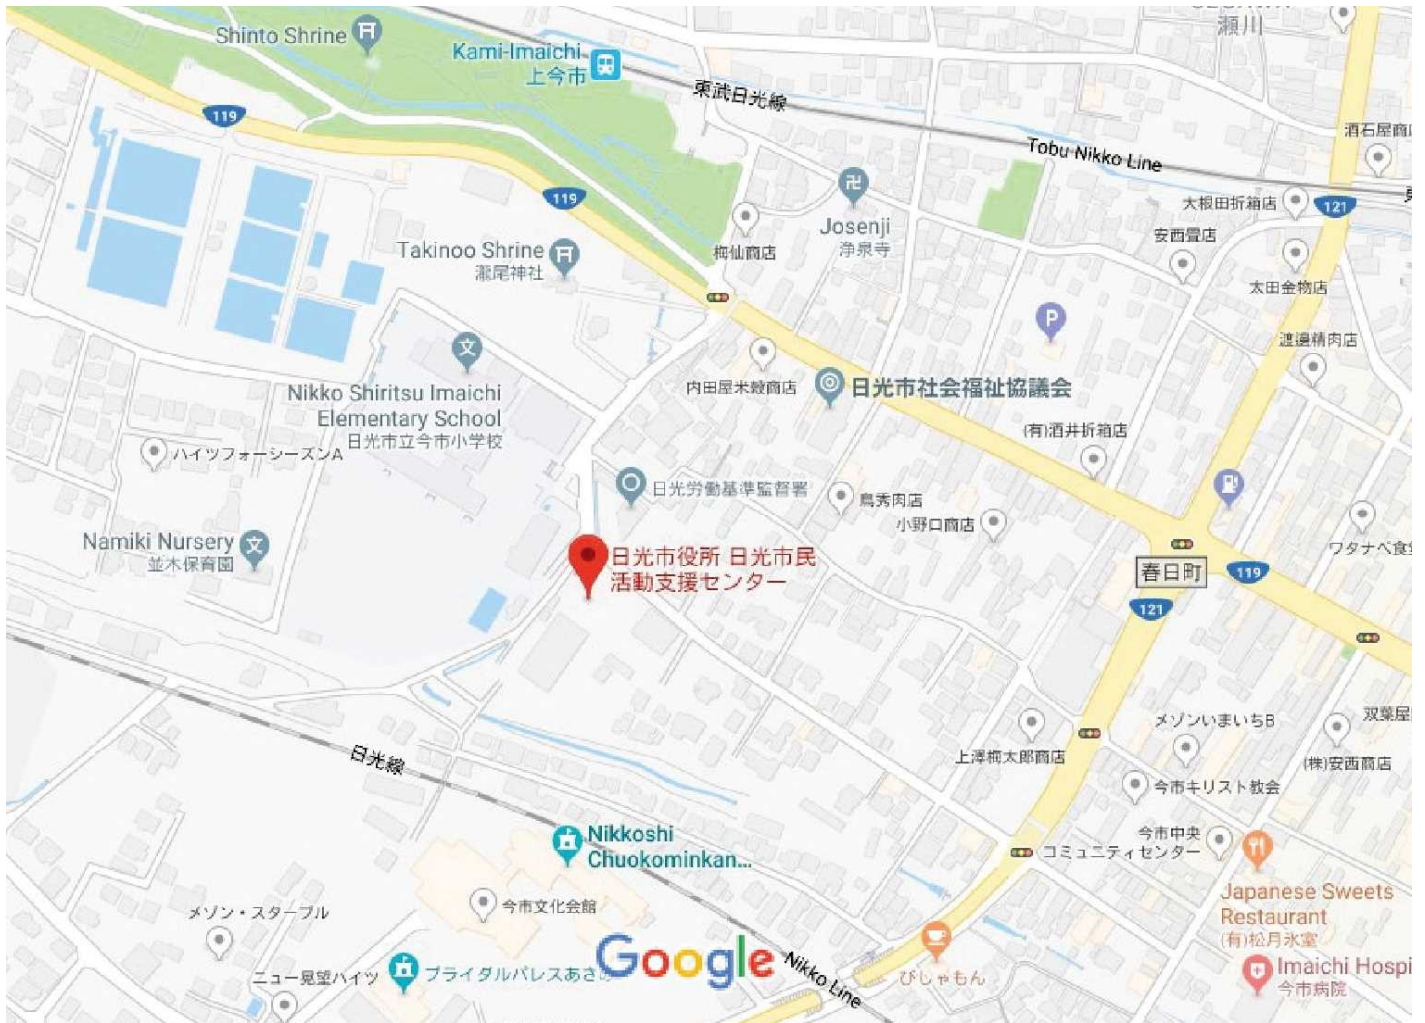 瀬川
Shinto Shrine
Kami-Imaichi
上今市
東武日光線
119
酒石屋商店
Tobu Nikko Line
119
大根田折箱店
121
Josenji
浄泉寺
安西畳店
Takinoo Shrine
瀧尾神社
梅仙商店
太田金物店
P
渡邉精肉店
文
内田屋米穀商店
日光市社会福祉協議会
Nikko Shiritsu Imaichi
Elementary School
日光市立今市小学校
(有)酒井折箱店
ハイツフォーシーズンA
日光労働基準監督署
鳥秀肉店
小野口商店
Namiki Nursery
並木保育園
文
ワタナベ食堂
日光市役所 日光市民
活動支援センター
春日町
119
121
双葉屋
メゾンいまいちB
上澤梅太郎商店
(株)安西商店
日光線
今市キリスト教会
Nikkoshi
Chuokominkan...
今市中央
コミュニティセンター
Japanese Sweets
Restaurant
(有)松月氷室
メゾン・スターブル
今市文化会館
Google
Nikko Line
びしゃもん
ニュー見望ハイツ
ブライダルパレスあさの
Imaichi Hospi
今市病院